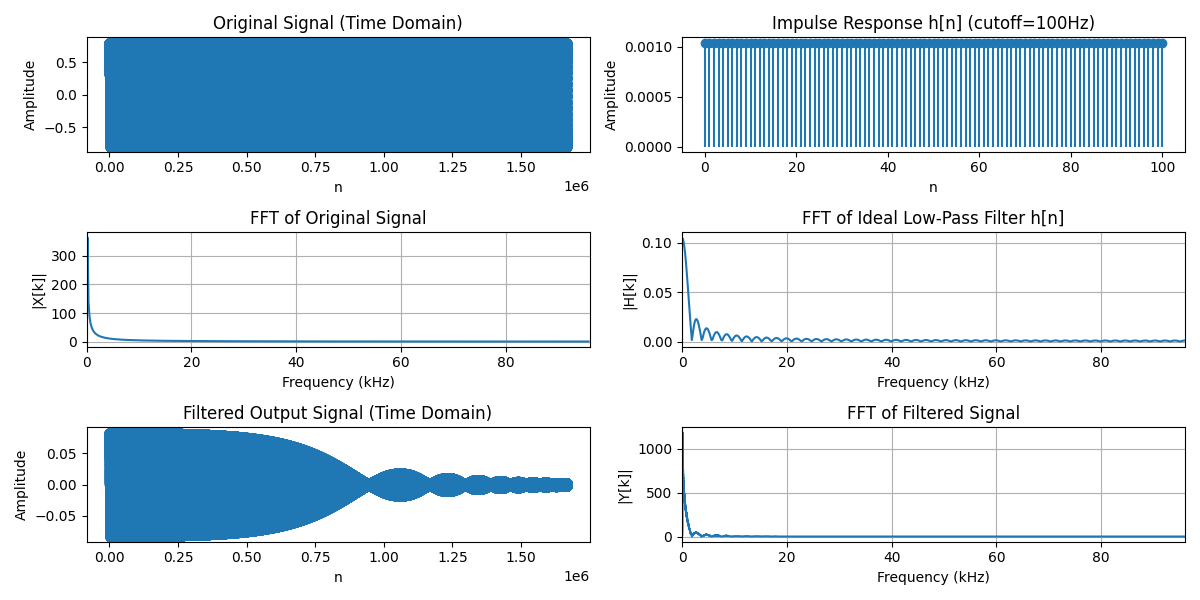 Original Signal (Time Domain)
Amplitude
0.5
0.0
−0.5
0.00 0.25 0.50 0.75 1.00 1.25 1.50
1e6
n
Impulse Response h[n] (cutoff=100Hz)
Amplitude
0.0010
0.0005
0.0000
0 20 40 60 80 100
n
FFT of Original Signal
|X[k]|
300
200
100
0
0 20 40 60 80
Frequency (kHz)
FFT of Ideal Low-Pass Filter h[n]
|H[k]|
0.10
0.05
0.00
0 20 40 60 80
Frequency (kHz)
Filtered Output Signal (Time Domain)
Amplitude
0.05
0.00
−0.05
0.00 0.25 0.50 0.75 1.00 1.25 1.50
1e6
n
FFT of Filtered Signal
|Y[k]|
1000
500
0
0 20 40 60 80
Frequency (kHz)